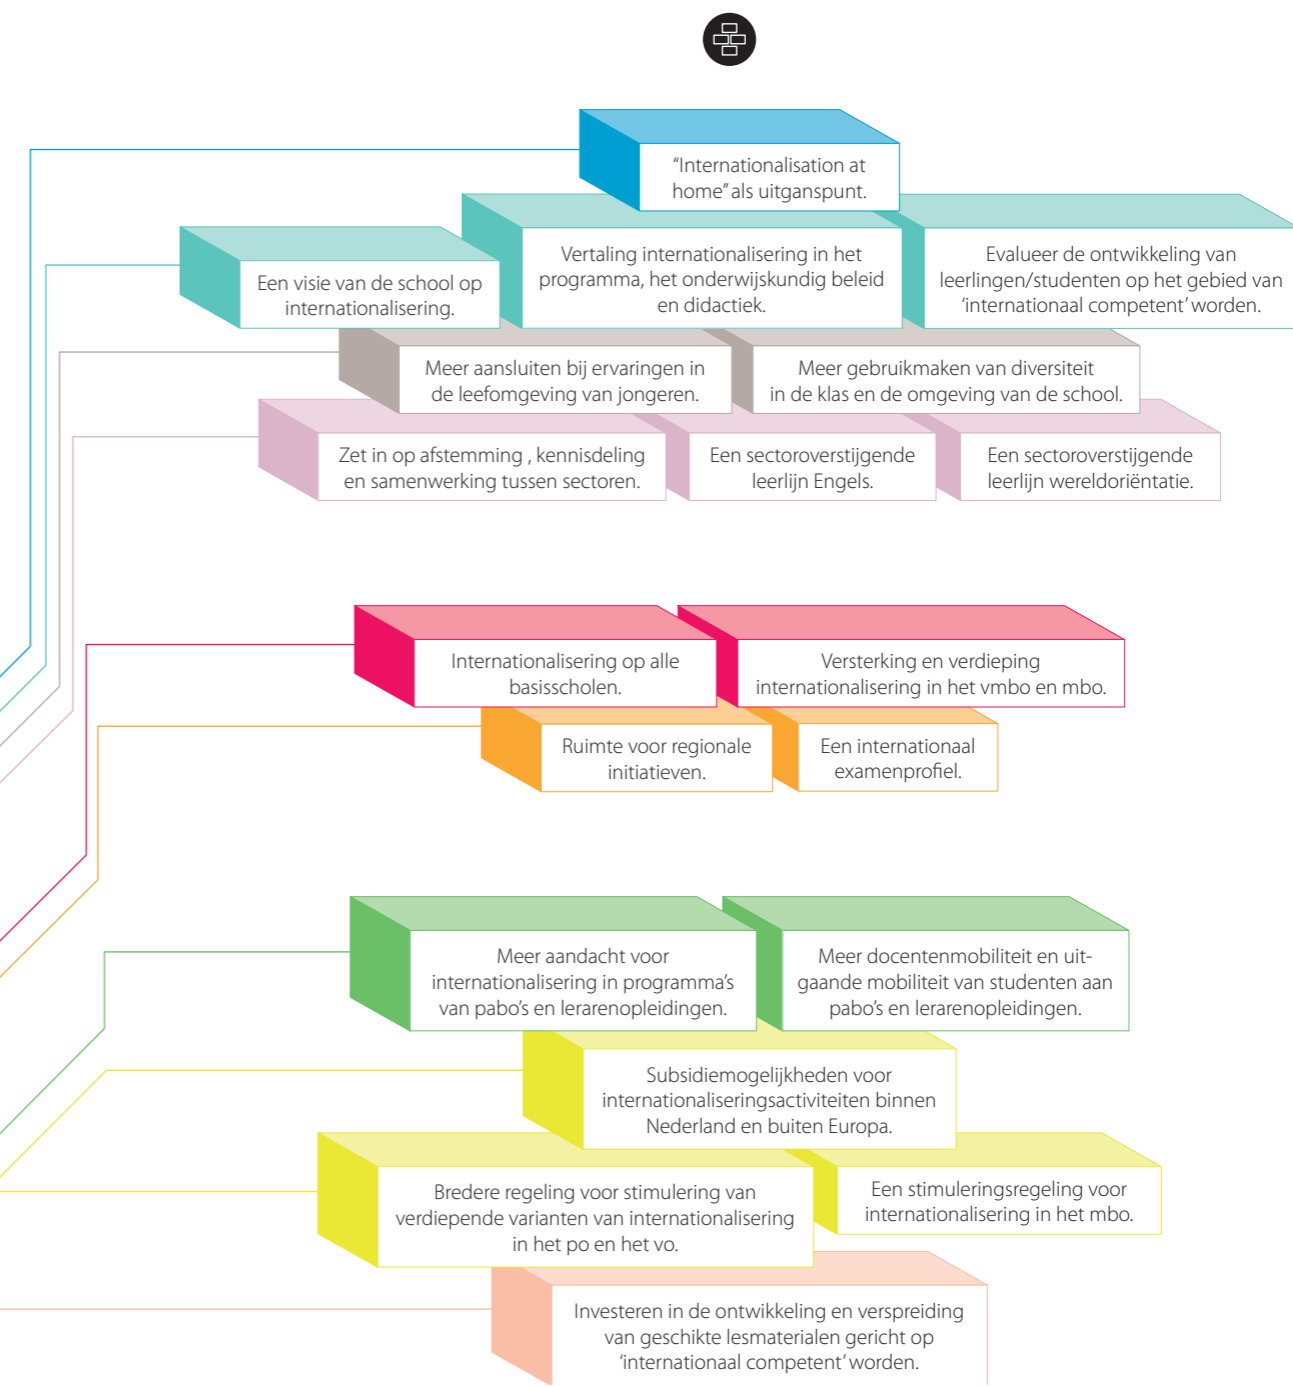 “Internationalisation at
home” als uitganspunt.
Een visie van de school op
internationalisering.
Vertaling internationalisering in het
programma, het onderwijskundig beleid
en didactiek.
Evalueer de ontwikkeling van
leerlingen/studenten op het gebied van
‘internationaal competent’ worden.
Meer aansluiten bij ervaringen in
de leefomgeving van jongeren.
Meer gebruikmaken van diversiteit
in de klas en de omgeving van de school.
Zet in op afstemming , kennisdeling
en samenwerking tussen sectoren.
Een sectoroverstijgende
leerlijn Engels.
Een sectoroverstijgende
leerlijn wereldoriëntatie.
Internationalisering op alle
basisscholen.
Versterking en verdieping
internationalisering in het vmbo en mbo.
Ruimte voor regionale
initiatieven.
Een internationaal
examenprofiel.
Meer aandacht voor
internationalisering in programma’s
van pabo’s en lerarenopleidingen.
Meer docentenmobiliteit en uit-
gaande mobiliteit van studenten aan
pabo’s en lerarenopleidingen.
Subsidiemogelijkheden voor
internationaliseringsactiviteiten binnen
Nederland en buiten Europa.
Bredere regeling voor stimulering van
verdiepende varianten van internationalisering
in het po en het vo.
Een stimuleringsregeling voor
internationalisering in het mbo.
Investeren in de ontwikkeling en verspreiding
van geschikte lesmaterialen gericht op
‘internationaal competent’ worden.